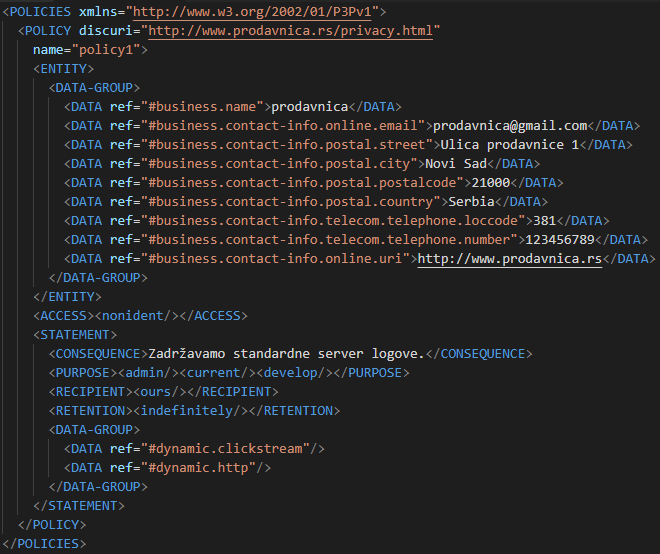 <POLICIES xmlns="http://www.w3.org/2002/01/P3Pv1">
<POLICY discuri="http://www.prodavnica.rs/privacy.html"
name="policy1">
<ENTITY>
<DATA-GROUP>
<DATA ref="#business.name">prodavnica</DATA>
<DATA ref="#business.contact-info.online.email">prodavnica@gmail.com</DATA>
<DATA ref="#business.contact-info.postal.street">Ulica prodavnice 1</DATA>
<DATA ref="#business.contact-info.postal.city">Novi Sad</DATA>
<DATA ref="#business.contact-info.postal.postalcode">21000</DATA>
<DATA ref="#business.contact-info.postal.country">Serbia</DATA>
<DATA ref="#business.contact-info.telecom.telephone.loccode">381</DATA>
<DATA ref="#business.contact-info.telecom.telephone.number">123456789</DATA>
<DATA ref="#business.contact-info.online.uri">http://www.prodavnica.rs</DATA>
</DATA-GROUP>
</ENTITY>
<ACCESS><nonident/></ACCESS>
<STATEMENT>
<CONSEQUENCE>Zadržavamo standardne server logove.</CONSEQUENCE>
<PURPOSE><admin/><current/><develop/></PURPOSE>
<RECIPIENT><ours/></RECIPIENT>
<RETENTION><indefinitely/></RETENTION>
<DATA-GROUP>
<DATA ref="#dynamic.clickstream"/>
<DATA ref="#dynamic.http"/>
</DATA-GROUP>
</STATEMENT>
</POLICY>
</POLICIES>